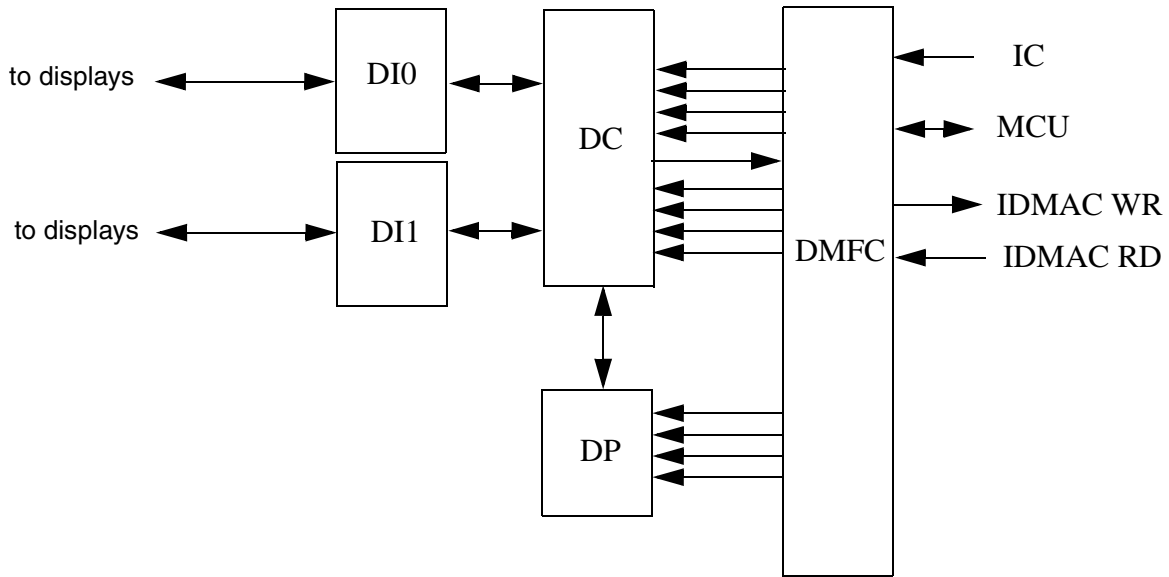 to displays
DI0
DC
IC
MCU
to displays
DI1
DMFC
IDMAC WR
IDMAC RD
DP